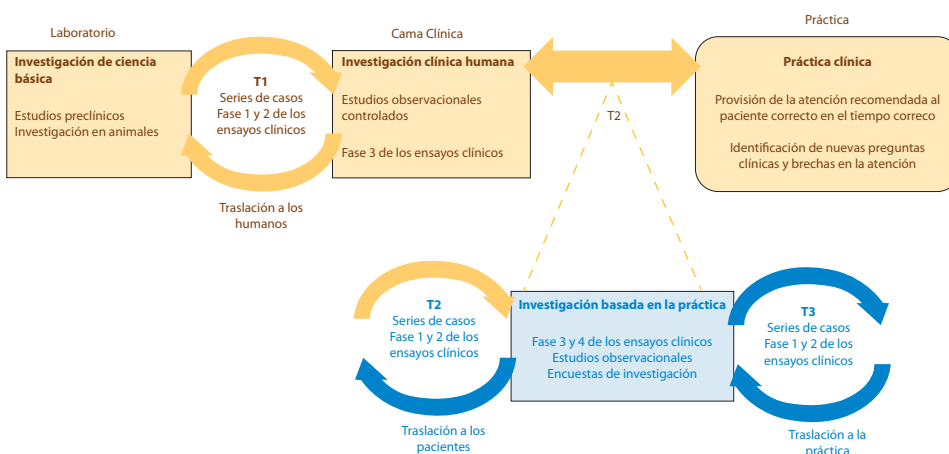 Laboratorio
Investigación de ciencia
básica
Estudios preclínicos
Investigación en animales
T1
Series de casos
Fase 1 y 2 de los
ensayos clínicos
Traslación a los
humanos
Cama Clínica
Investigación clínica humana
Estudios observacionales
controlados
Fase 3 de los ensayos clínicos
T2
Práctica
Práctica clínica
Provisión de la atención recomendada al
paciente correcto en el tiempo correco
Identificación de nuevas preguntas
clínicas y brechas en la atención
T2
Series de casos
Fase 1 y 2 de los
ensayos clínicos
Traslación a los
pacientes
Investigación basada en la práctica
Fase 3 y 4 de los ensayos clínicos
Estudios observacionales
Encuestas de investigación
T3
Series de casos
Fase 1 y 2 de los
ensayos clínicos
Traslación a la
práctica